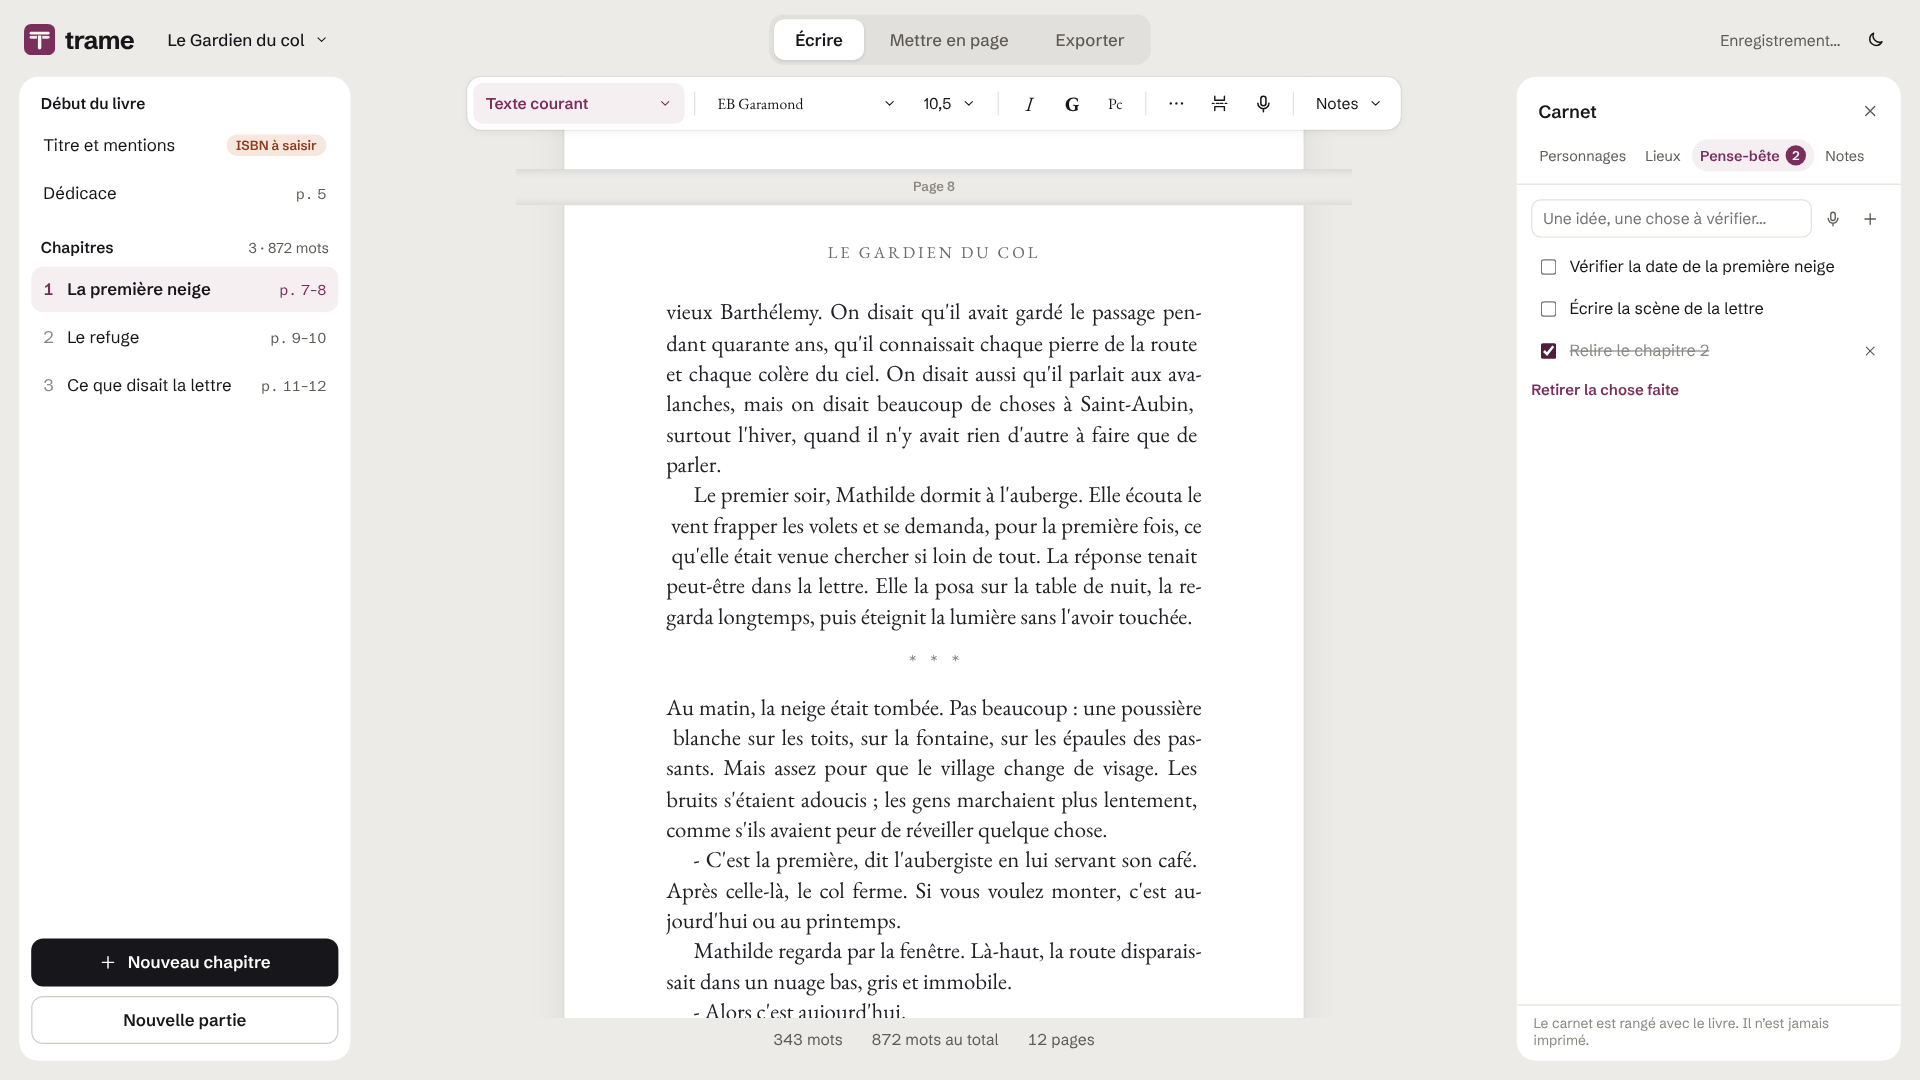 trame
Le Gardien du col
Écrire
Mettre en page
Exporter
Enregistrement...
Début du livre
Titre et mentions
ISBN à saisir
Dédicace
p. 5
Chapitres
3 · 872 mots
1 La première neige p. 7–8
2 Le refuge p. 9–10
3 Ce que disait la lettre p. 11–12
Nouveau chapitre
Nouvelle partie
Texte courant
EB Garamond
10,5
I
G
Pc
Notes
Page 8
LE GARDIEN DU COL
vieux Barthélemy. On disait qu'il avait gardé le passage pen-
dant quarante ans, qu'il connaissait chaque pierre de la route
et chaque colère du ciel. On disait aussi qu'il parlait aux ava-
lanches, mais on disait beaucoup de choses à Saint-Aubin,
surtout l'hiver, quand il n'y avait rien d'autre à faire que de
parler.
Le premier soir, Mathilde dormit à l'auberge. Elle écouta le
vent frapper les volets et se demanda, pour la première fois, ce
qu'elle était venue chercher si loin de tout. La réponse tenait
peut-être dans la lettre. Elle la posa sur la table de nuit, la re-
garda longtemps, puis éteignit la lumière sans l'avoir touchée.
* * *
Au matin, la neige était tombée. Pas beaucoup : une poussière
blanche sur les toits, sur la fontaine, sur les épaules des pas-
sants. Mais assez pour que le village change de visage. Les
bruits s'étaient adoucis ; les gens marchaient plus lentement,
comme s'ils avaient peur de réveiller quelque chose.
- C'est la première, dit l'aubergiste en lui servant son café.
Après celle-là, le col ferme. Si vous voulez monter, c'est au-
jourd'hui ou au printemps.
Mathilde regarda par la fenêtre. Là-haut, la route disparais-
sait dans un nuage bas, gris et immobile.
- Alors c'est aujourd'hui.
343 mots
872 mots au total
12 pages
Carnet
Personnages
Lieux
Pense-bête 2
Notes
Une idée, une chose à vérifier...
Vérifier la date de la première neige
Écrire la scène de la lettre
Relire le chapitre 2
Retirer la chose faite
Le carnet est rangé avec le livre. Il n'est jamais
imprimé.